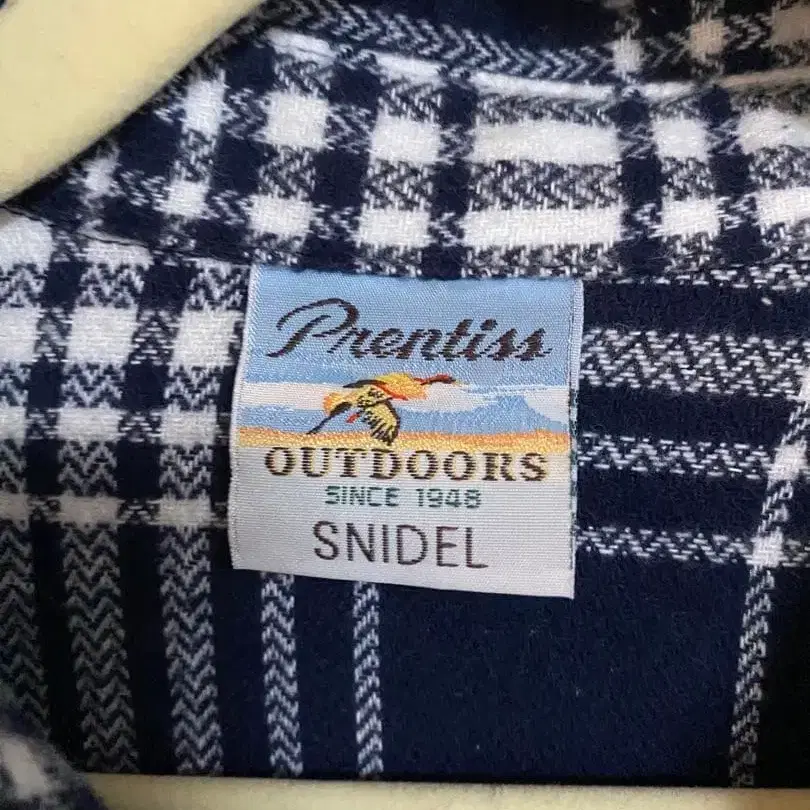 Prentiss
OUTDOORS
SINCE 1948
SNIDEL